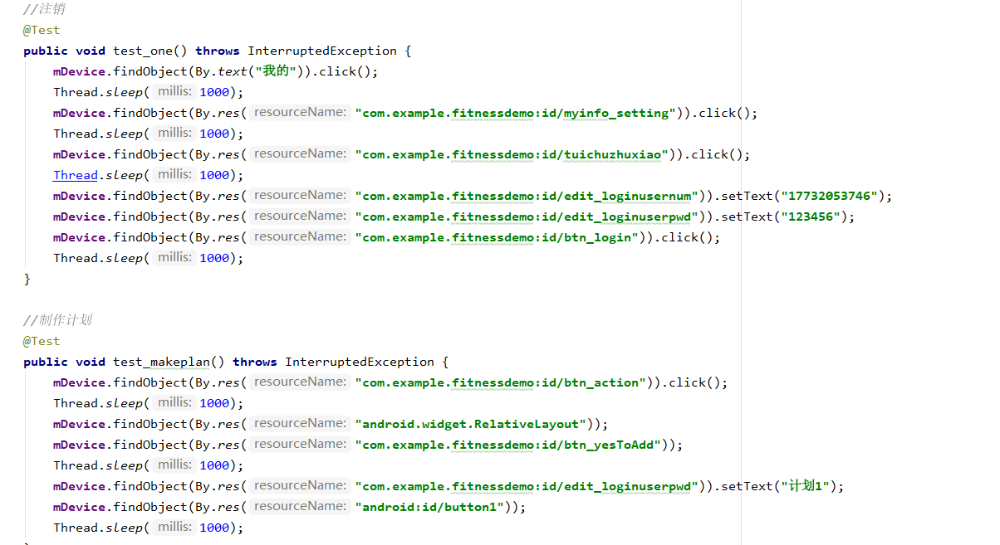 //注销
@Test
public void test_one() throws InterruptedException {
mDevice.findObject(By.text("我的")).click();
Thread.sleep( millis: 1000);
mDevice.findObject(By.res( resourceName: "com.example.fitnessdemo:id/myinfo_setting")).click();
Thread.sleep( millis: 1000);
mDevice.findObject(By.res( resourceName: "com.example.fitnessdemo:id/tuichuzhuxiao")).click();
Thread.sleep( millis: 1000);
mDevice.findObject(By.res( resourceName: "com.example.fitnessdemo:id/edit_loginusernum")).setText("17732053746");
mDevice.findObject(By.res( resourceName: "com.example.fitnessdemo:id/edit_loginuserpwd")).setText("123456");
mDevice.findObject(By.res( resourceName: "com.example.fitnessdemo:id/btn_login")).click();
Thread.sleep( millis: 1000);
}
//制作计划
@Test
public void test_makeplan() throws InterruptedException {
mDevice.findObject(By.res( resourceName: "com.example.fitnessdemo:id/btn_action")).click();
Thread.sleep( millis: 1000);
mDevice.findObject(By.res( resourceName: "android.widget.RelativeLayout"));
mDevice.findObject(By.res( resourceName: "com.example.fitnessdemo:id/btn_yesToAdd"));
Thread.sleep( millis: 1000);
mDevice.findObject(By.res( resourceName: "com.example.fitnessdemo:id/edit_loginuserpwd")).setText("计划1");
mDevice.findObject(By.res( resourceName: "android:id/button1"));
Thread.sleep( millis: 1000);